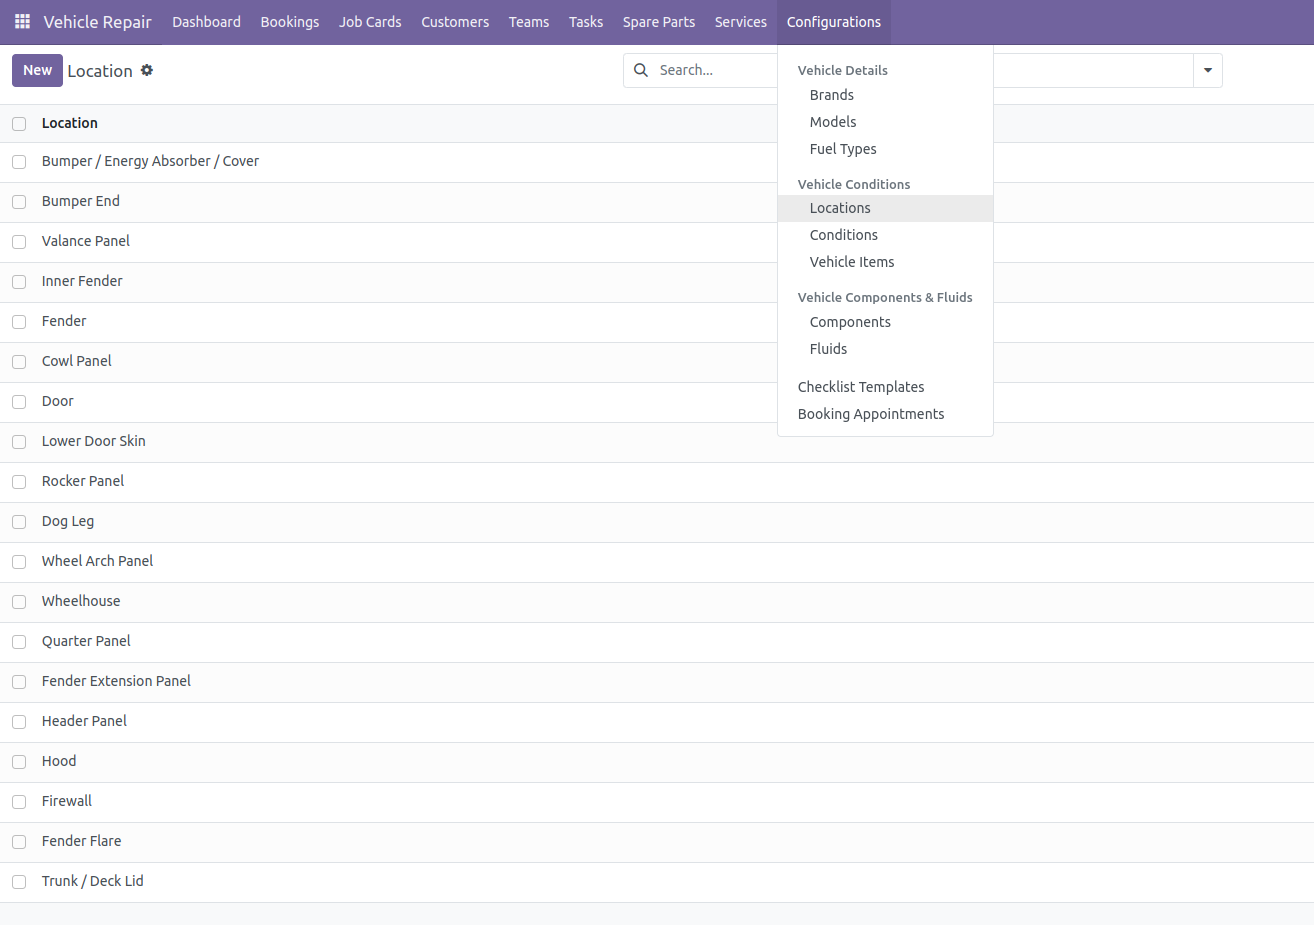 Vehicle Repair Dashboard Bookings Job Cards Customers Teams Tasks Spare Parts Services Configurations
New Location Search...
Vehicle Details
Brands
Models
Fuel Types
Vehicle Conditions
Locations
Conditions
Vehicle Items
Vehicle Components & Fluids
Components
Fluids
Checklist Templates
Booking Appointments
Location
Bumper / Energy Absorber / Cover
Bumper End
Valance Panel
Inner Fender
Fender
Cowl Panel
Door
Lower Door Skin
Rocker Panel
Dog Leg
Wheel Arch Panel
Wheelhouse
Quarter Panel
Fender Extension Panel
Header Panel
Hood
Firewall
Fender Flare
Trunk / Deck Lid